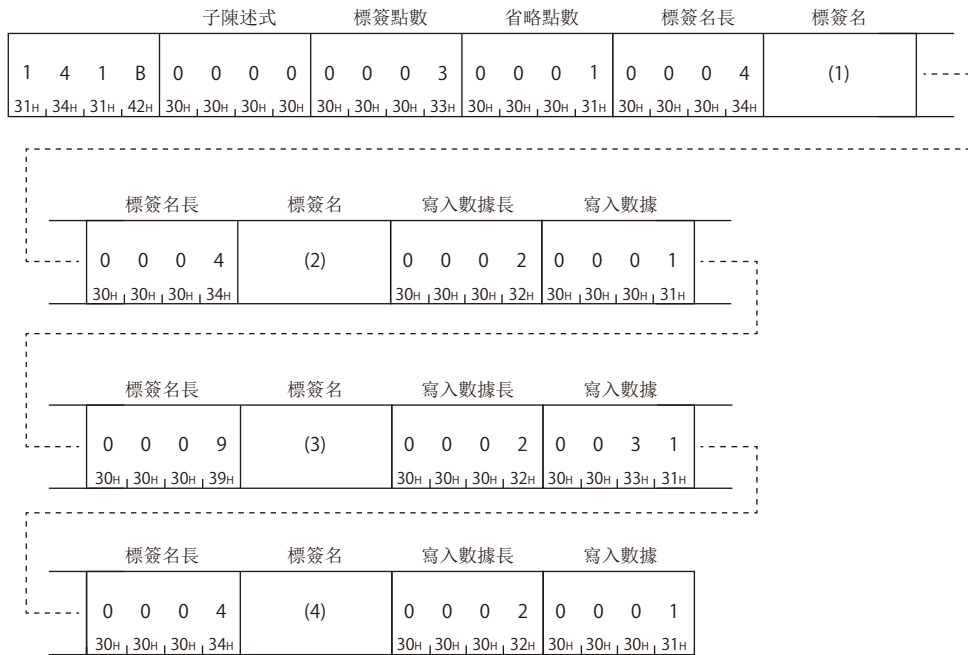 子陳述式 標簽點數 省略點數 標簽名長 標簽名
1 4 1 B 0 0 0 0 0 0 0 3 0 0 0 1 0 0 0 4 (1)
31H 34H 31H 42H 30H 30H 30H 30H 30H 30H 30H 33H 30H 30H 30H 31H 30H 30H 30H 34H
標簽名長 標簽名 寫入數據長 寫入數據
0 0 0 4 (2) 0 0 0 2 0 0 0 1
30H 30H 30H 34H 30H 30H 30H 32H 30H 30H 30H 31H
標簽名長 標簽名 寫入數據長 寫入數據
0 0 0 9 (3) 0 0 0 2 0 0 3 1
30H 30H 30H 39H 30H 30H 30H 32H 30H 30H 33H 31H
標簽名長 標簽名 寫入數據長 寫入數據
0 0 0 4 (4) 0 0 0 2 0 0 0 1
30H 30H 30H 34H 30H 30H 30H 32H 30H 30H 30H 31H